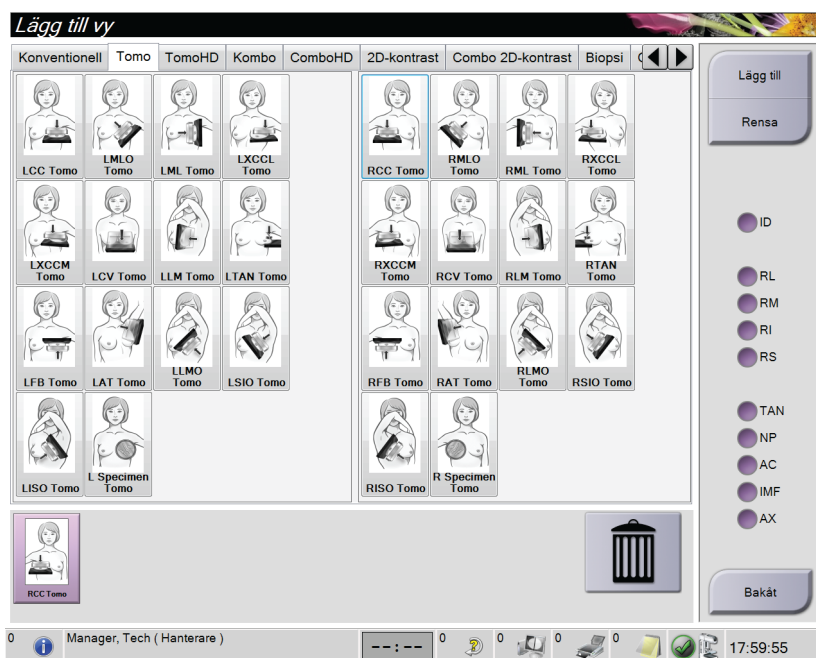 Lägg till vy
Konventionell Tomo TomoHD Kombo ComboHD 2D-kontrast Combo 2D-kontrast Biopsi
LCC Tomo
LMLO
Tomo
LML Tomo
LXCCL
Tomo
RCC Tomo
RMLO
Tomo
RML Tomo
RXCCL
Tomo
LXCCM
Tomo
LCV Tomo
LLM Tomo
LTAN Tomo
RXCCM
Tomo
RCV Tomo
RLM Tomo
RTAN
Tomo
LFB Tomo
LAT Tomo
LLMO
Tomo
LSIO Tomo
RFB Tomo
RAT Tomo
RLMO
Tomo
RSIO Tomo
LISO Tomo
L Specimen
Tomo
RISO Tomo
R Specimen
Tomo
Lägg till
Rensa
ID
RL
RM
RI
RS
TAN
NP
AC
IMF
AX
RCC Tomo
Bakåt
0 Manager, Tech ( Hanterare ) --:-- 0 0 0 0 17:59:55